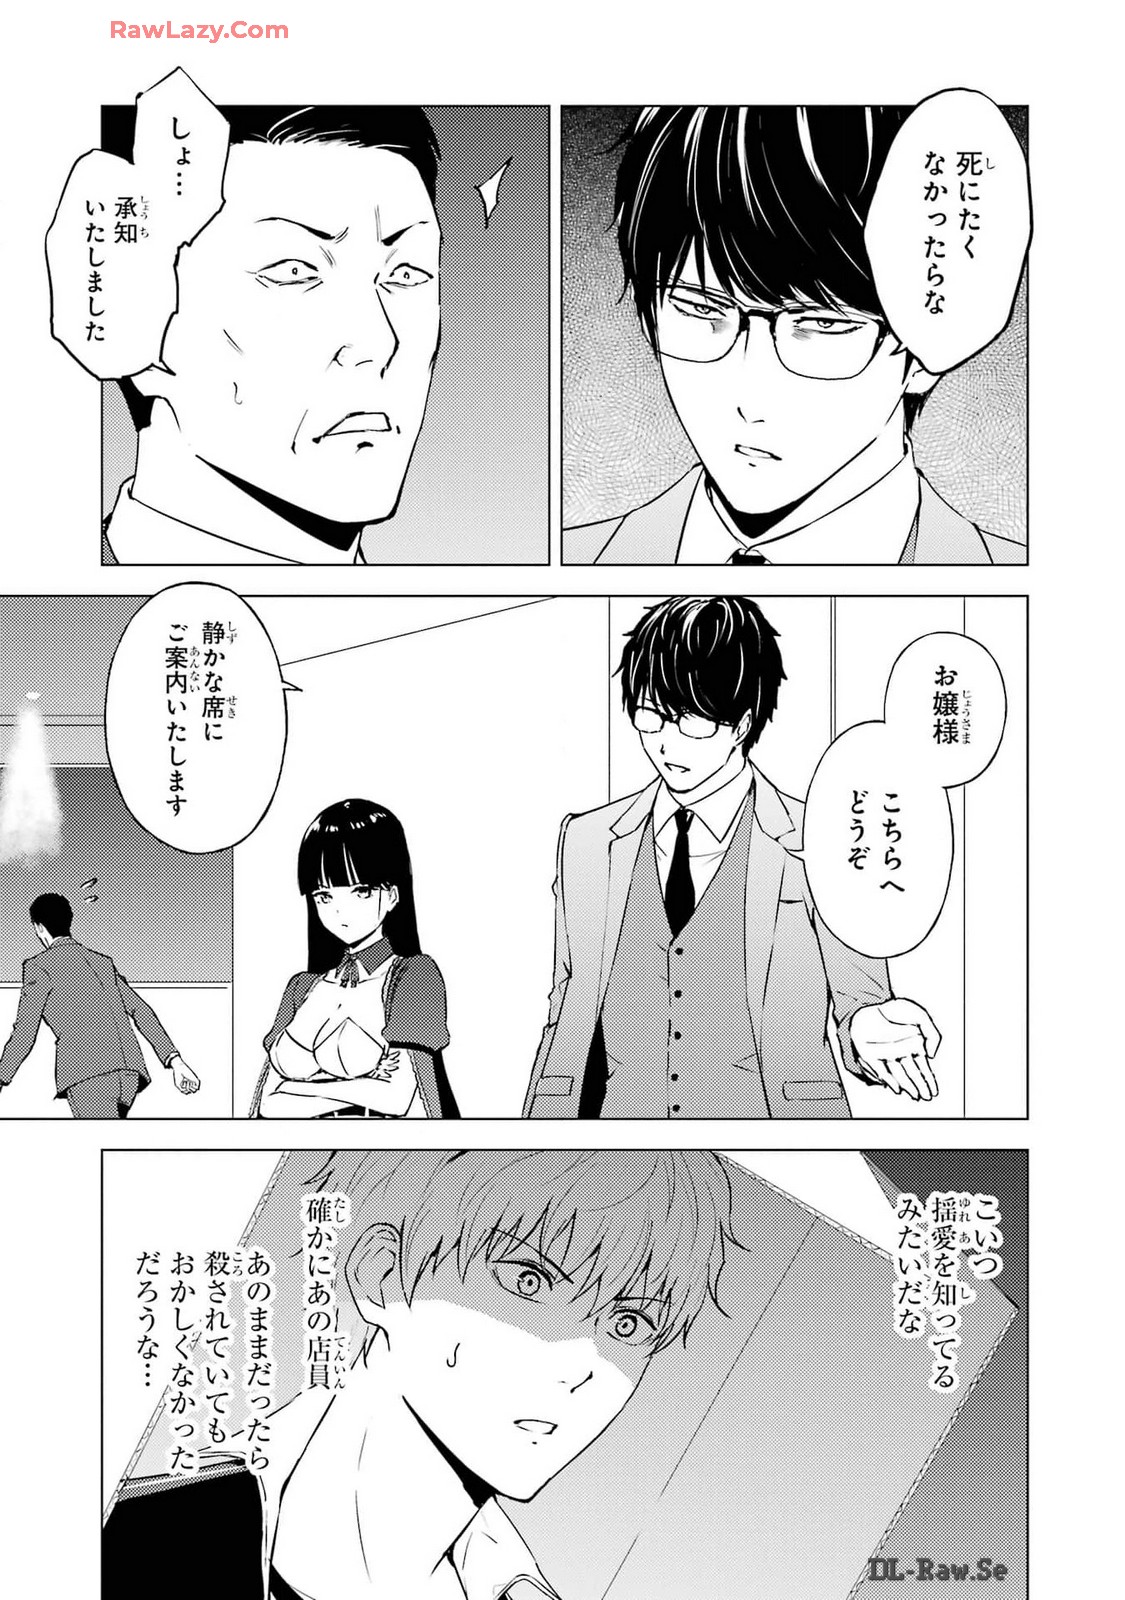 RawLazy.Com
死にたく
なかったらな
しょ…
承知
いたしました
お嬢様
こちらへ
どうぞ
静かな席に
ご案内いたします
こいつ
揺愛を知ってる
みたいだな
確かにあの店員
あのままだったら
殺されていても
おかしくなかった
だろうな…
DL-Raw.Se